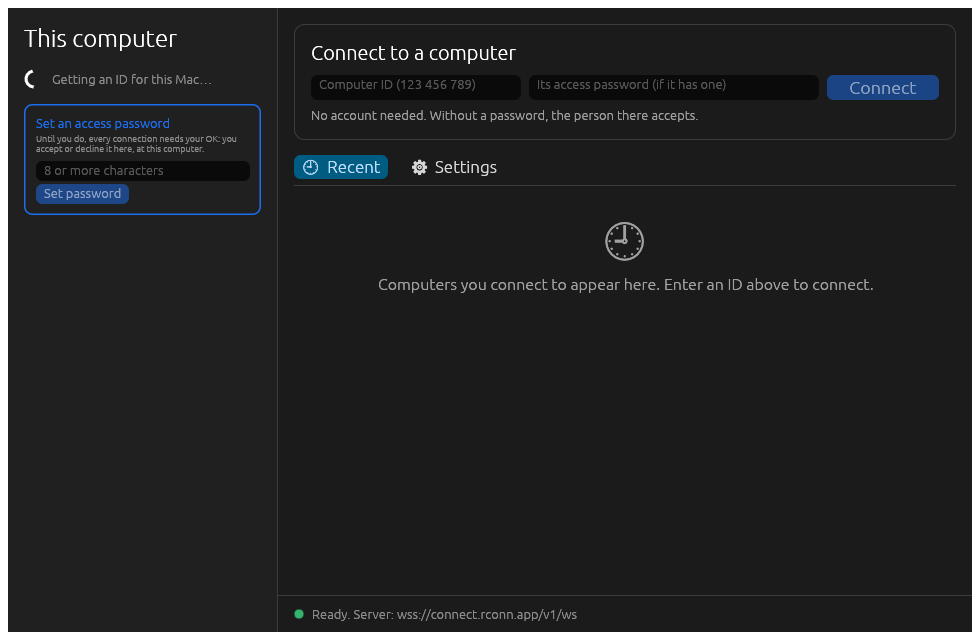 This computer
Getting an ID for this Mac...
Set an access password
Until you do, every connection needs your OK: you
accept or decline it here, at this computer.
8 or more characters
Set password
Connect to a computer
Computer ID (123 456 789)
Its access password (if it has one)
Connect
No account needed. Without a password, the person there accepts.
Recent
Settings
Computers you connect to appear here. Enter an ID above to connect.
Ready. Server: wss://connect.rconn.app/v1/ws